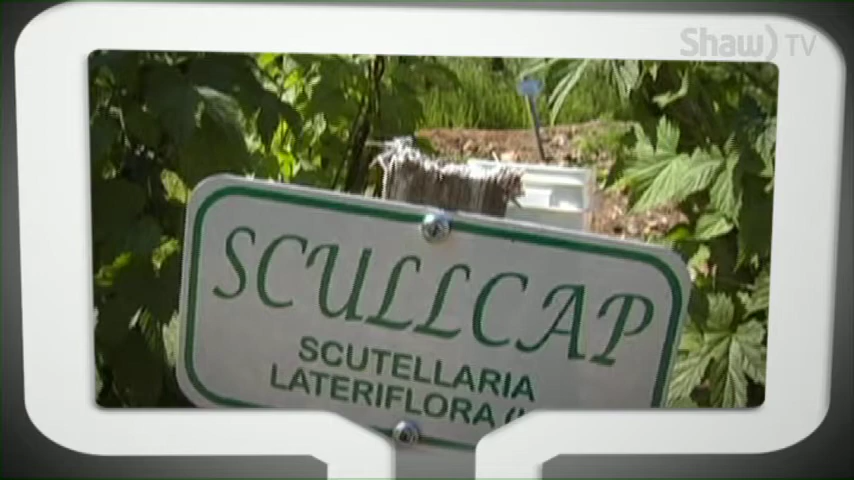 Shaw) TV
SCULLCAP
SCUTELLARIA
LATERIFLORA (